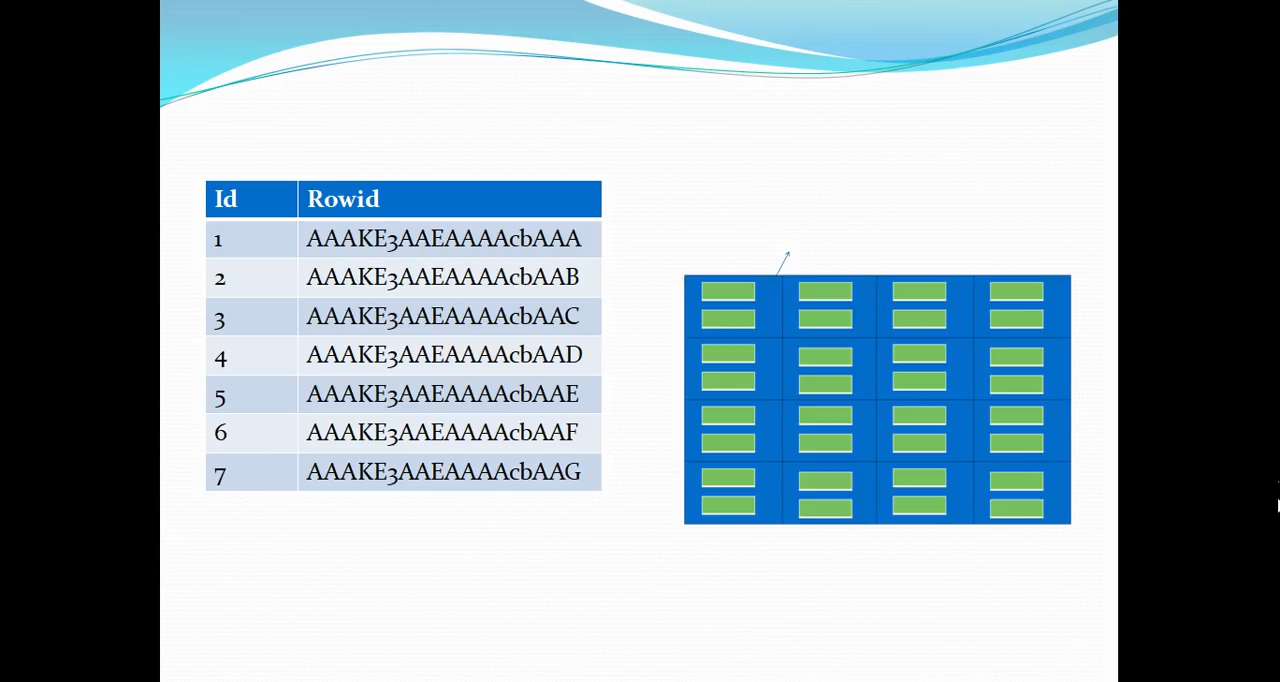 Id Rowid
1 AAAKE3AAEAAAAcbAAA
2 AAAKE3AAEAAAAcbAAB
3 AAAKE3AAEAAAAcbAAC
4 AAAKE3AAEAAAAcbAAD
5 AAAKE3AAEAAAAcbAAE
6 AAAKE3AAEAAAAcbAAF
7 AAAKE3AAEAAAAcbAAG